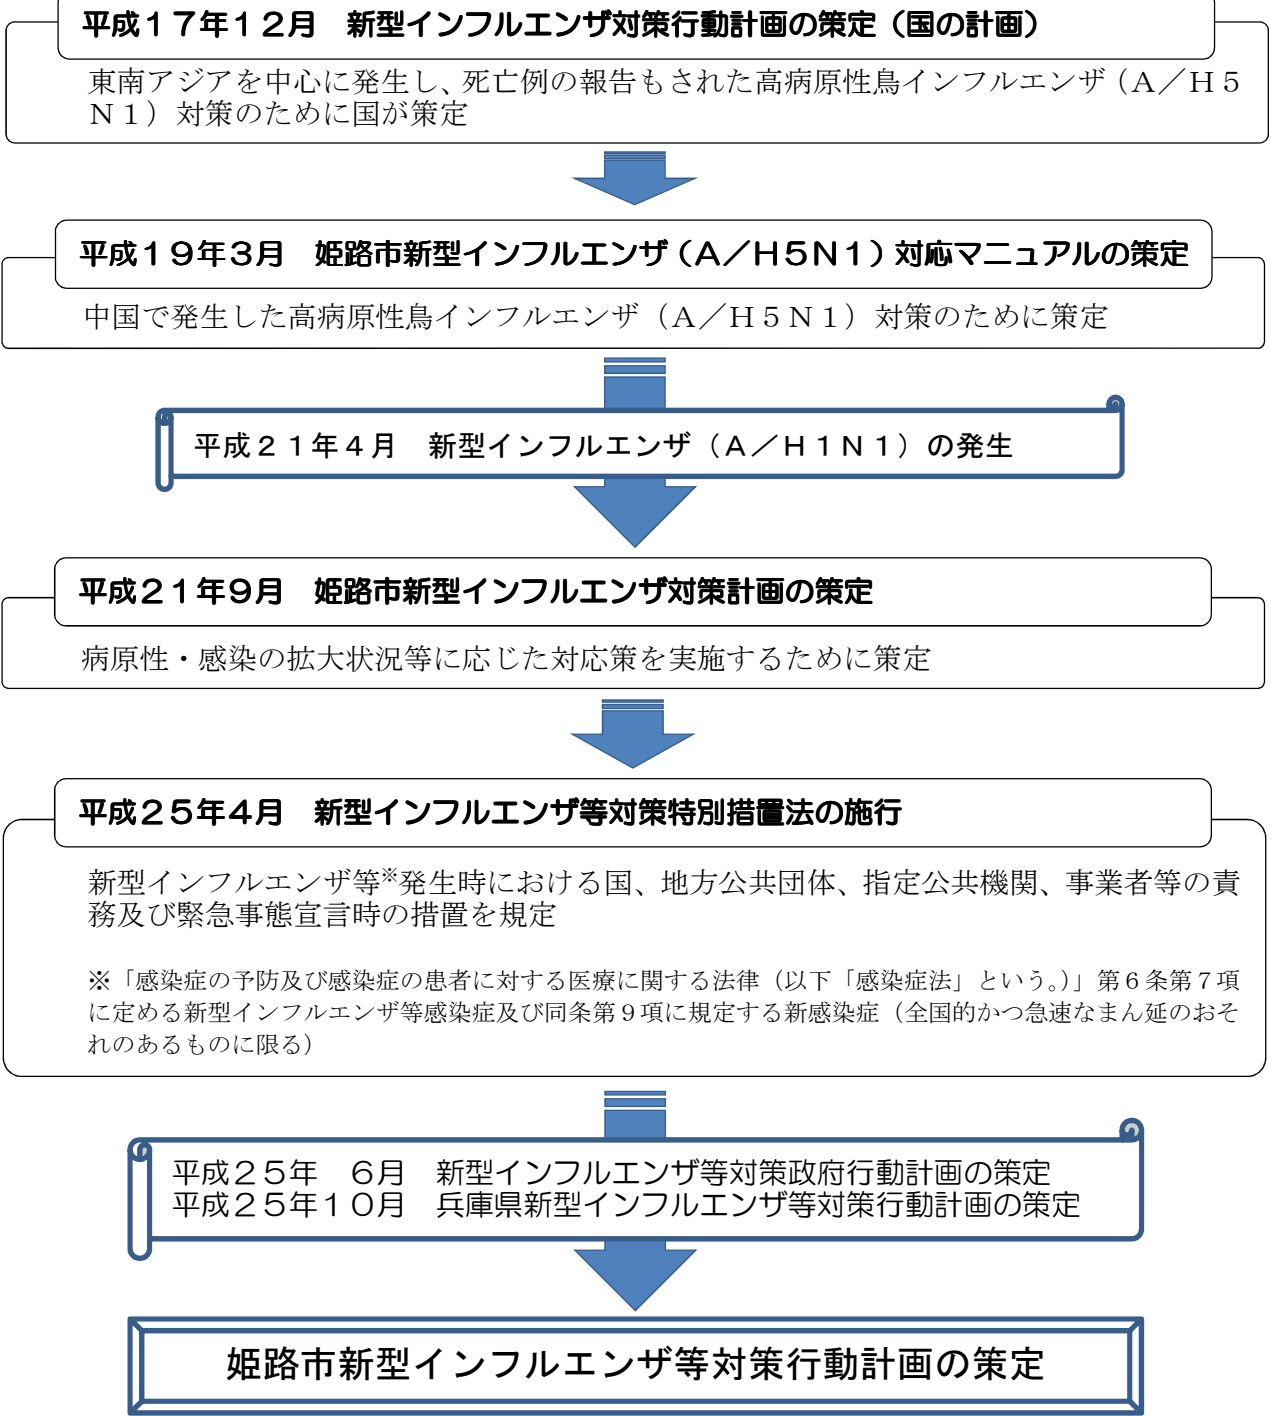 平成１７年１２月　新型インフルエンザ対策行動計画の策定（国の計画）
東南アジアを中心に発生し、死亡例の報告もされた高病原性鳥インフルエンザ（Ａ／Ｈ５
Ｎ１）対策のために国が策定
平成１９年３月　姫路市新型インフルエンザ（Ａ／Ｈ５Ｎ１）対応マニュアルの策定
中国で発生した高病原性鳥インフルエンザ（Ａ／Ｈ５Ｎ１）対策のために策定
平成２１年４月　新型インフルエンザ（Ａ／Ｈ１Ｎ１）の発生
平成２１年９月　姫路市新型インフルエンザ対策計画の策定
病原性・感染の拡大状況等に応じた対応策を実施するために策定
平成２５年４月　新型インフルエンザ等対策特別措置法の施行
新型インフルエンザ等※発生時における国、地方公共団体、指定公共機関、事業者等の責
務及び緊急事態宣言時の措置を規定
※「感染症の予防及び感染症の患者に対する医療に関する法律（以下「感染症法」という。）」第６条第７項
に定める新型インフルエンザ等感染症及び同条第９項に規定する新感染症（全国的かつ急速なまん延のおそ
れのあるものに限る）
平成２５年　６月　新型インフルエンザ等対策政府行動計画の策定
平成２５年１０月　兵庫県新型インフルエンザ等対策行動計画の策定
姫路市新型インフルエンザ等対策行動計画の策定